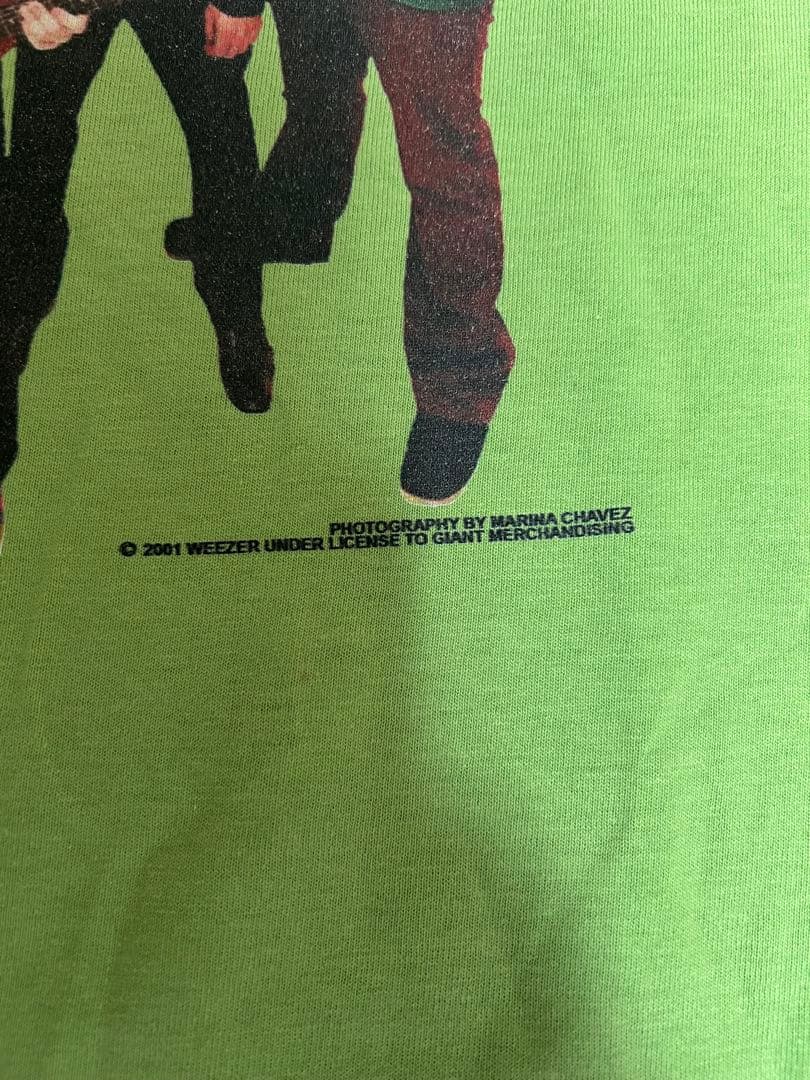 PHOTOGRAPHY BY MARINA CHAVEZ
© 2001 WEEZER UNDER LICENSE TO GIANT MERCHANDISING